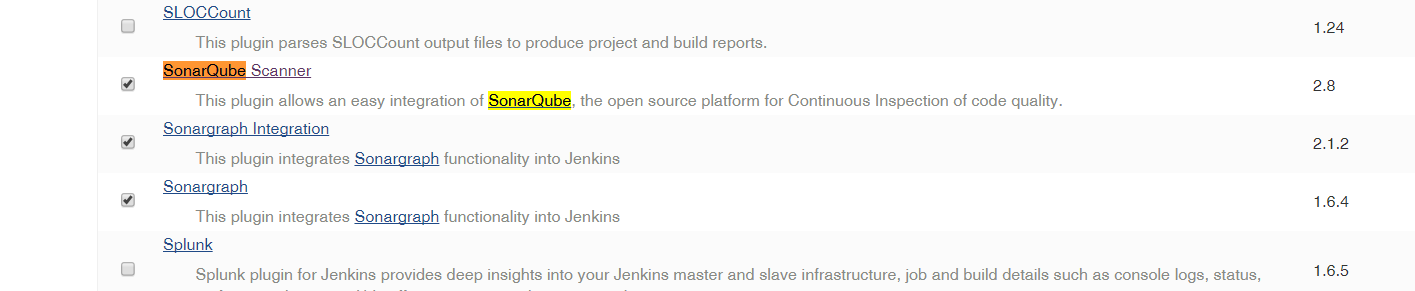 SLOCCount
This plugin parses SLOCCount output files to produce project and build reports.
1.24
SonarQube Scanner
This plugin allows an easy integration of SonarQube, the open source platform for Continuous Inspection of code quality.
2.8
Sonargraph Integration
This plugin integrates Sonargraph functionality into Jenkins
2.1.2
Sonargraph
This plugin integrates Sonargraph functionality into Jenkins
1.6.4
Splunk
Splunk plugin for Jenkins provides deep insights into your Jenkins master and slave infrastructure, job and build details such as console logs, status,
1.6.5